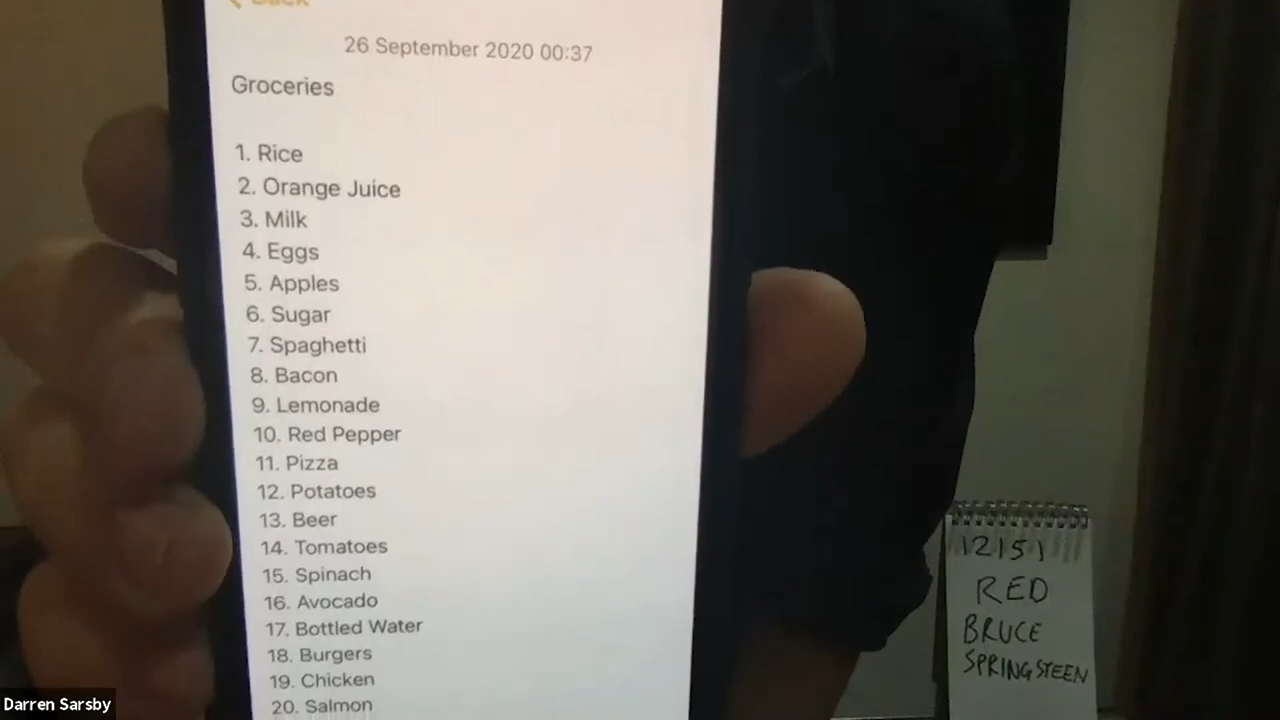 Back
26 September 2020 00:37
Groceries
1. Rice
2. Orange Juice
3. Milk
4. Eggs
5. Apples
6. Sugar
7. Spaghetti
8. Bacon
9. Lemonade
10. Red Pepper
11. Pizza
12. Potatoes
13. Beer
14. Tomatoes
15. Spinach
16. Avocado
17. Bottled Water
18. Burgers
19. Chicken
20. Salmon
12151
RED
BRUCE
SPRINGSTEEN
Darren Sarsby